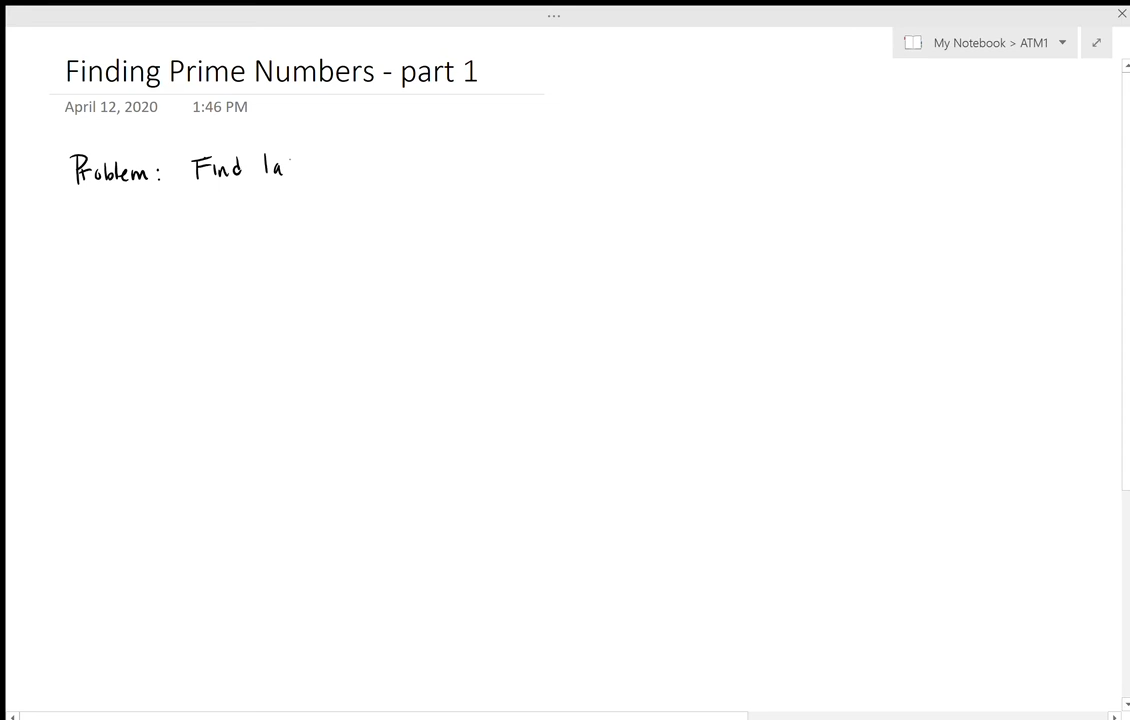 My Notebook > ATM1
Finding Prime Numbers - part 1
April 12, 2020 1:46 PM
Problem: Find la